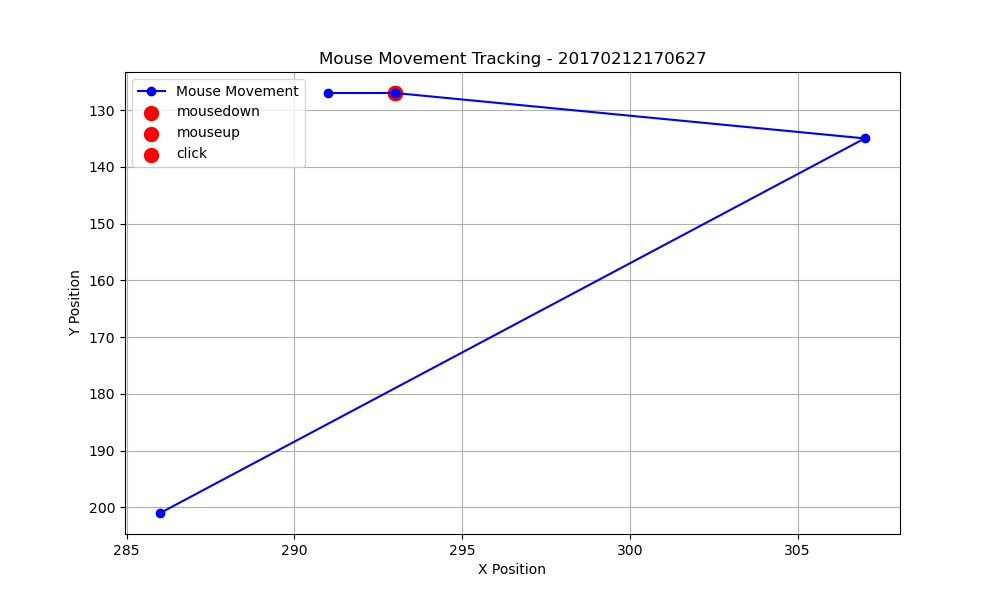 Mouse Movement Tracking - 20170212170627
Mouse Movement
mousedown
mouseup
click
130
140
150
160
170
180
190
200
Y Position
285
290
295
300
305
X Position